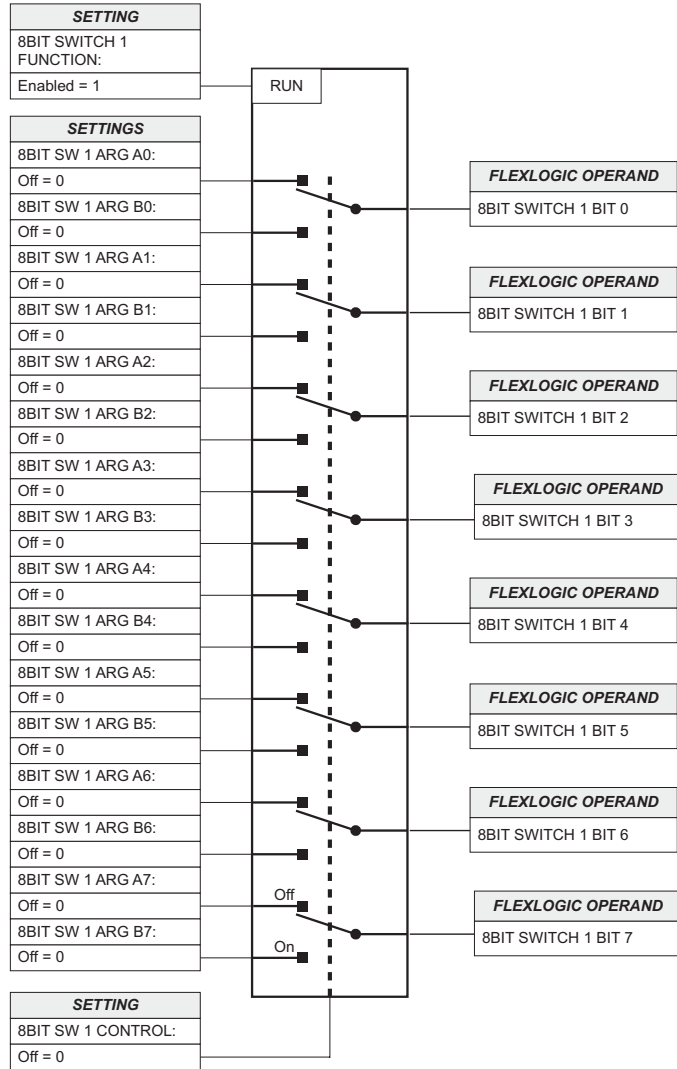 SETTING
8BIT SWITCH 1
FUNCTION:
Enabled = 1
RUN
SETTINGS
8BIT SW 1 ARG A0:
Off = 0
8BIT SW 1 ARG B0:
Off = 0
8BIT SW 1 ARG A1:
Off = 0
8BIT SW 1 ARG B1:
Off = 0
8BIT SW 1 ARG A2:
Off = 0
8BIT SW 1 ARG B2:
Off = 0
8BIT SW 1 ARG A3:
Off = 0
8BIT SW 1 ARG B3:
Off = 0
8BIT SW 1 ARG A4:
Off = 0
8BIT SW 1 ARG B4:
Off = 0
8BIT SW 1 ARG A5:
Off = 0
8BIT SW 1 ARG B5:
Off = 0
8BIT SW 1 ARG A6:
Off = 0
8BIT SW 1 ARG B6:
Off = 0
8BIT SW 1 ARG A7:
Off = 0
8BIT SW 1 ARG B7:
Off = 0
Off
On
SETTING
8BIT SW 1 CONTROL:
Off = 0
FLEXLOGIC OPERAND
8BIT SWITCH 1 BIT 0
FLEXLOGIC OPERAND
8BIT SWITCH 1 BIT 1
FLEXLOGIC OPERAND
8BIT SWITCH 1 BIT 2
FLEXLOGIC OPERAND
8BIT SWITCH 1 BIT 3
FLEXLOGIC OPERAND
8BIT SWITCH 1 BIT 4
FLEXLOGIC OPERAND
8BIT SWITCH 1 BIT 5
FLEXLOGIC OPERAND
8BIT SWITCH 1 BIT 6
FLEXLOGIC OPERAND
8BIT SWITCH 1 BIT 7